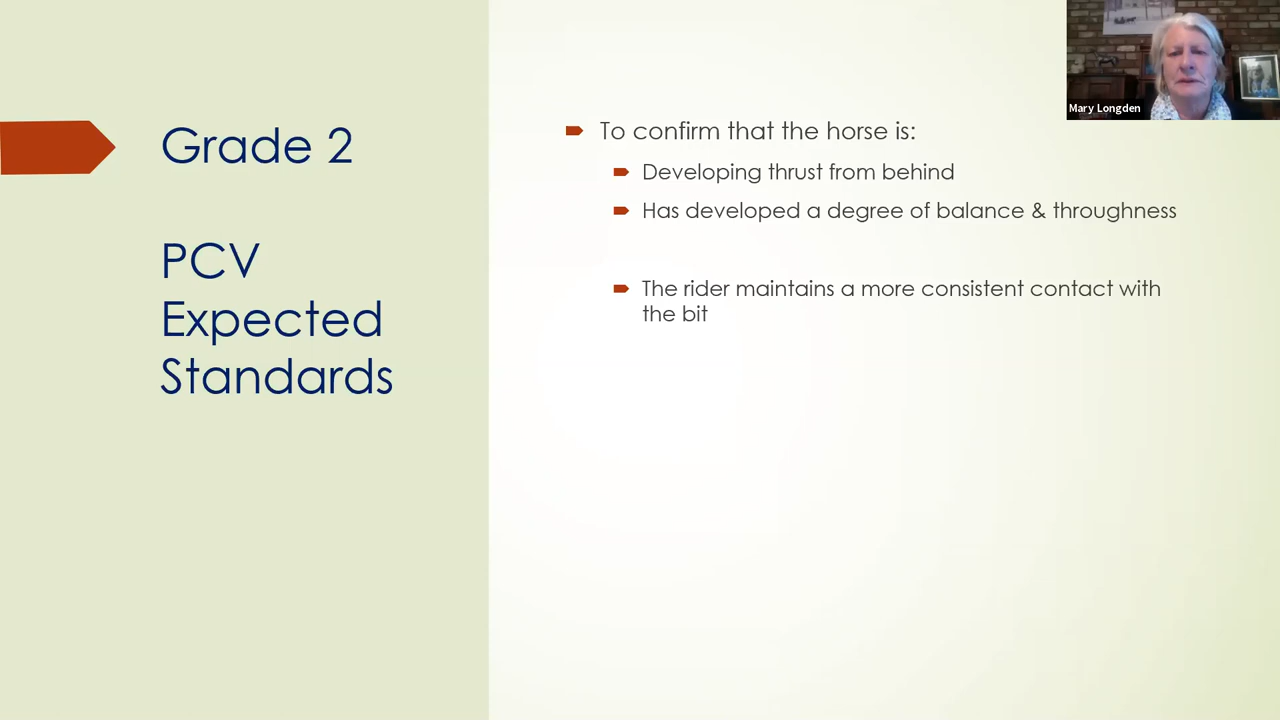 Grade 2
PCV
Expected
Standards
To confirm that the horse is:
Developing thrust from behind
Has developed a degree of balance & throughness
The rider maintains a more consistent contact with
the bit
Mary Longden